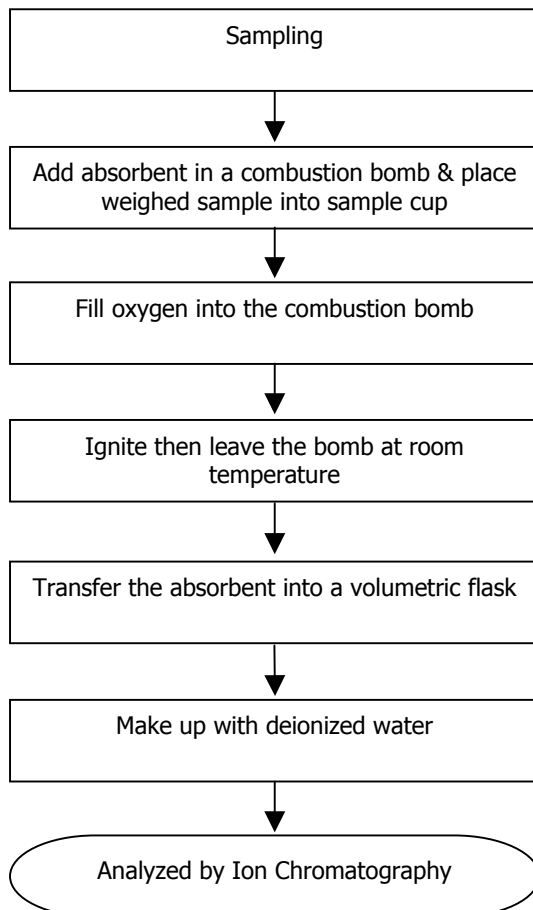 Sampling
Add absorbent in a combustion bomb & place
weighed sample into sample cup
Fill oxygen into the combustion bomb
Ignite then leave the bomb at room
temperature
Transfer the absorbent into a volumetric flask
Make up with deionized water
Analyzed by Ion Chromatography